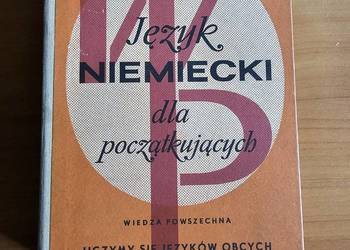 Język
NIEMIECKI
dla
początkujących
WIEDZA POWSZECHNA
UCZYMY SIĘ JĘZYKÓW OBCYCH